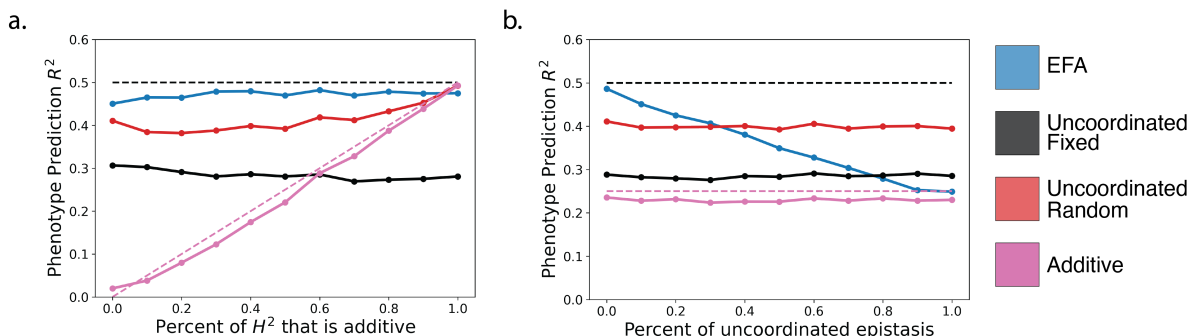 a.
0.6
0.5
0.4
0.3
0.2
0.1
0.0
Phenotype Prediction R²
0.0 0.2 0.4 0.6 0.8 1.0
Percent of H² that is additive
b.
0.6
0.5
0.4
0.3
0.2
0.1
0.0
Phenotype Prediction R²
0.0 0.2 0.4 0.6 0.8 1.0
Percent of uncoordinated epistasis
EFA
Uncoordinated
Fixed
Uncoordinated
Random
Additive